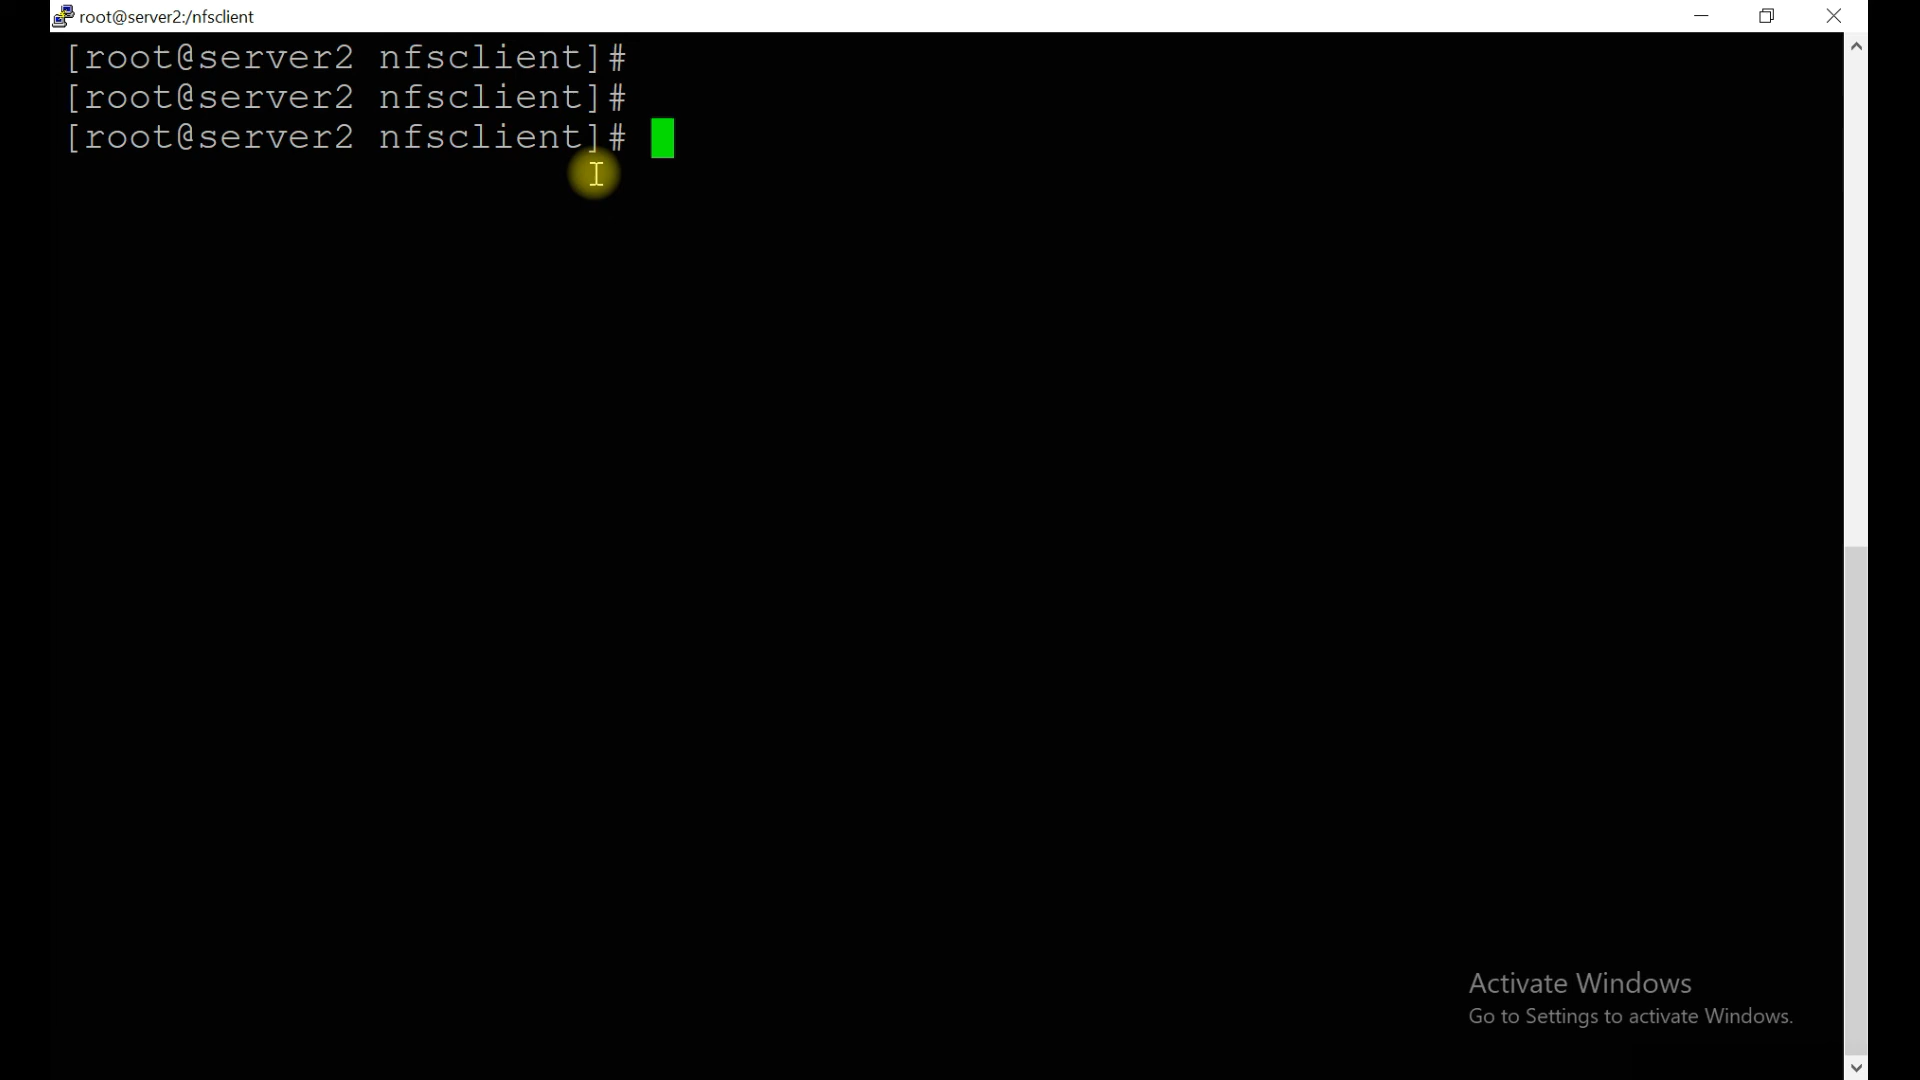 root@server2:/nfsclient
[root@server2 nfsclient]#
[root@server2 nfsclient]#
[root@server2 nfsclient]#
Activate Windows
Go to Settings to activate Windows.